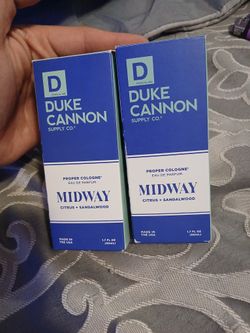 D
DUKE
CANNON
SUPPLY CO.®
PROPER COLOGNE®
EAU DE PARFUM
MIDWAY
CITRUS + SANDALWOOD
MADE IN
THE USA
1.7 FL OZ
D
DUKE
CANNON
SUPPLY CO.®
PROPER COLOGNE®
EAU DE PARFUM
MIDWAY
CITRUS + SANDALWOOD
MADE IN
THE USA
1.7 FL OZ